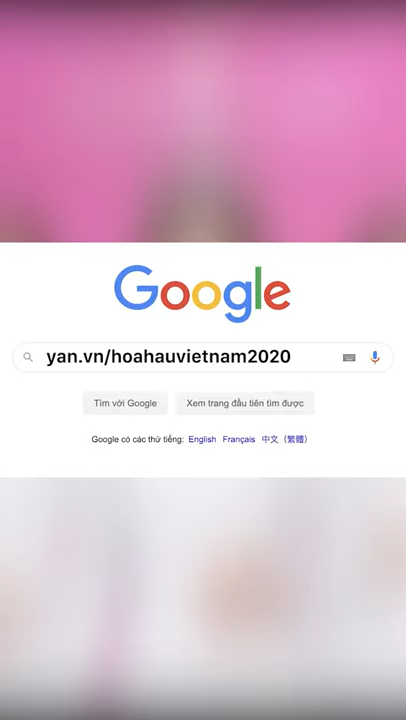 Google
yan.vn/hoahauvietnam2020
Tìm với Google Xem trang đầu tiên tìm được
Google có các thứ tiếng: English Français 中文（繁體）